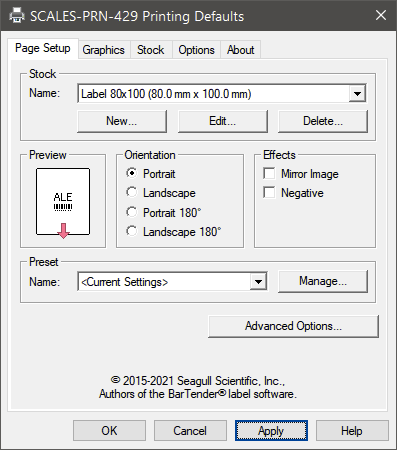 SCALES-PRN-429 Printing Defaults
Page Setup Graphics Stock Options About
Stock
Name: Label 80x100 (80.0 mm x 100.0 mm)
New... Edit... Delete...
Preview Orientation Effects
ALE
Portrait
Landscape
Portrait 180°
Landscape 180°
Mirror Image
Negative
Preset
Name: <Current Settings> Manage...
Advanced Options...
© 2015-2021 Seagull Scientific, Inc.,
Authors of the BarTender® label software.
OK Cancel Apply Help